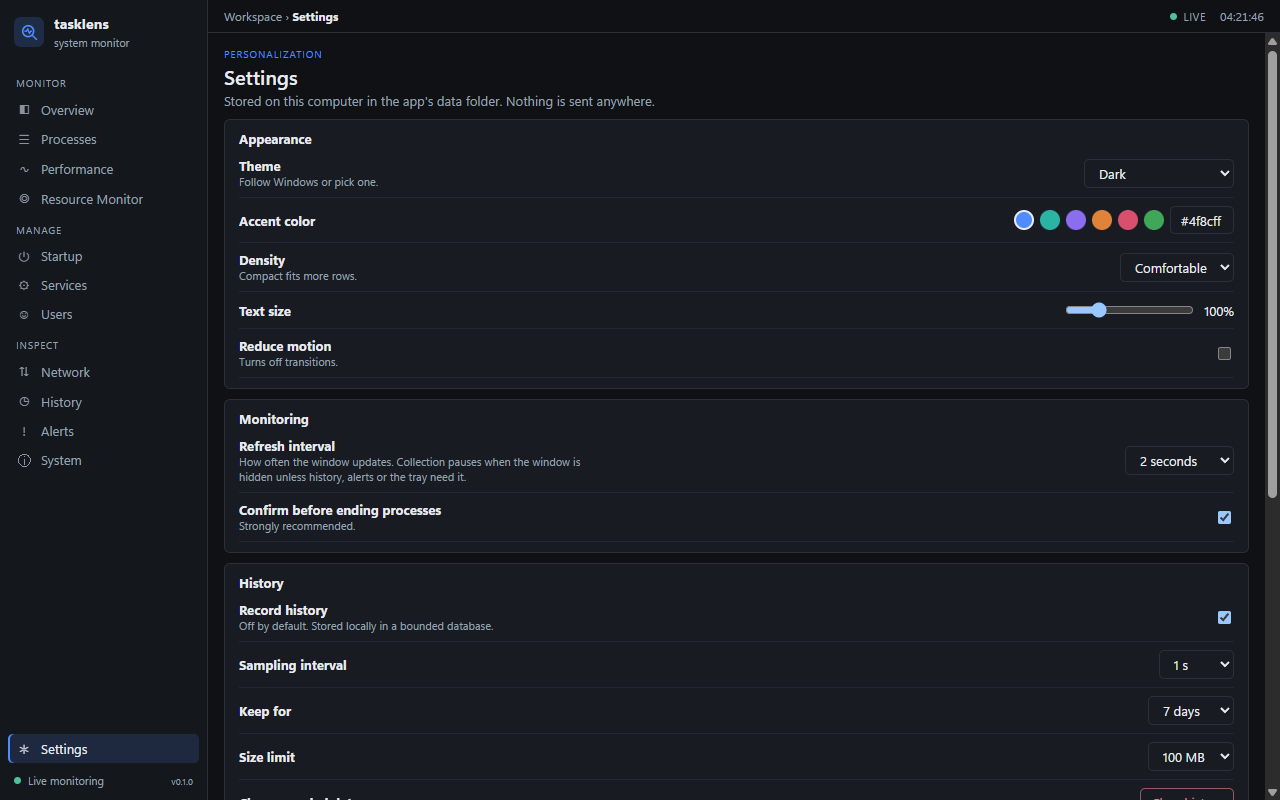 tasklens
system monitor
MONITOR
Overview
Processes
Performance
Resource Monitor
MANAGE
Startup
Services
Users
INSPECT
Network
History
Alerts
System
Settings
Live monitoring
v0.1.0
Workspace › Settings
LIVE
04:21:46
PERSONALIZATION
Settings
Stored on this computer in the app's data folder. Nothing is sent anywhere.
Appearance
Theme
Follow Windows or pick one.
Dark
Accent color
#4f8cff
Density
Compact fits more rows.
Comfortable
Text size
100%
Reduce motion
Turns off transitions.
Monitoring
Refresh interval
How often the window updates. Collection pauses when the window is
hidden unless history, alerts or the tray need it.
2 seconds
Confirm before ending processes
Strongly recommended.
History
Record history
Off by default. Stored locally in a bounded database.
Sampling interval
1 s
Keep for
7 days
Size limit
100 MB